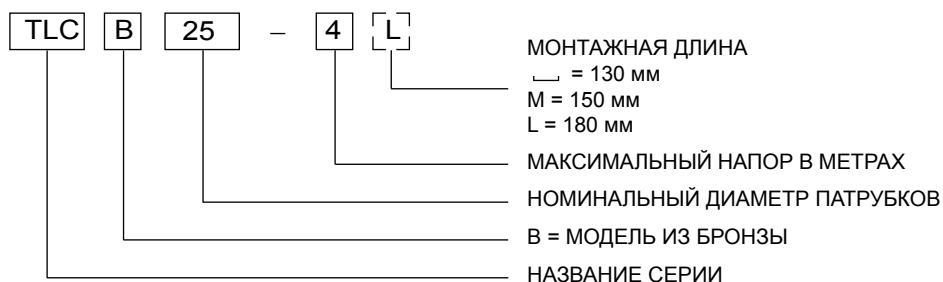 TLC B 25 – 4 L
МОНТАЖНАЯ ДЛИНА
⎵ = 130 мм
M = 150 мм
L = 180 мм
МАКСИМАЛЬНЫЙ НАПОР В МЕТРАХ
НОМИНАЛЬНЫЙ ДИАМЕТР ПАТРУБКОВ
B = МОДЕЛЬ ИЗ БРОНЗЫ
НАЗВАНИЕ СЕРИИ